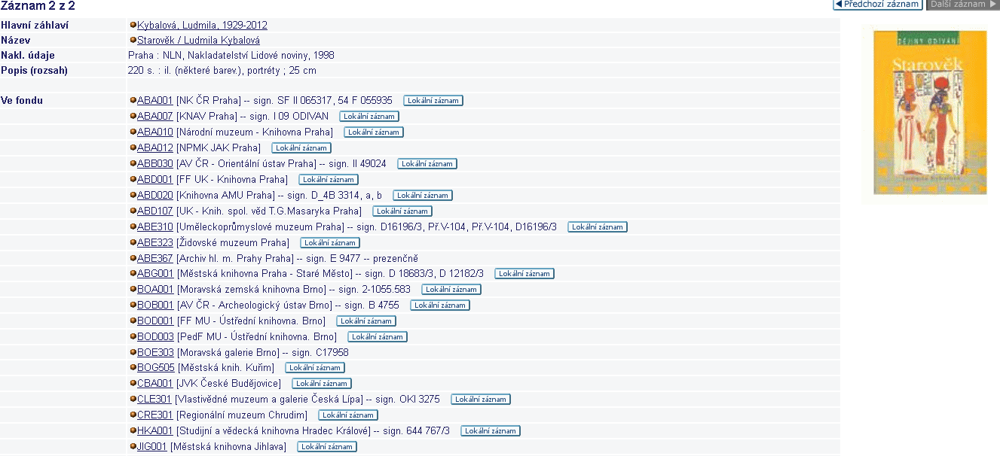 Záznam 2 z 2
Předchozí záznam Další záznam
Hlavní záhlaví Kybalová, Ludmila, 1929-2012
Název Starověk / Ludmila Kybalová
Nakl. údaje Praha : NLN, Nakladatelství Lidové noviny, 1998
Popis (rozsah) 220 s. : il. (některé barev.), portréty ; 25 cm
DĚJINY ODÍVÁNÍ
Starověk
Ludmila Kybalová
Ve fondu ABA001 [NK ČR Praha] -- sign. SF II 065317, 54 F 055935 Lokální záznam
ABA007 [KNAV Praha] -- sign. I 09 ODIVAN Lokální záznam
ABA010 [Národní muzeum - Knihovna Praha] Lokální záznam
ABA012 [NPMK JAK Praha] Lokální záznam
ABB030 [AV ČR - Orientální ústav Praha] -- sign. II 49024 Lokální záznam
ABD001 [FF UK - Knihovna Praha] Lokální záznam
ABD020 [Knihovna AMU Praha] -- sign. D_4B 3314, a, b Lokální záznam
ABD107 [UK - Knih. spol. věd T.G.Masaryka Praha] Lokální záznam
ABE310 [Uměleckoprůmyslové muzeum Praha] -- sign. D16196/3, Př.V-104, Př.V-104, D16196/3 Lokální záznam
ABE323 [Židovské muzeum Praha] Lokální záznam
ABE367 [Archiv hl. m. Prahy Praha] -- sign. E 9477 -- prezenčně
ABG001 [Městská knihovna Praha - Staré Město] -- sign. D 18683/3, D 12182/3 Lokální záznam
BOA001 [Moravská zemská knihovna Brno] -- sign. 2-1055.583 Lokální záznam
BOB001 [AV ČR - Archeologický ústav Brno] -- sign. B 4755 Lokální záznam
BOD001 [FF MU - Ústřední knihovna. Brno] Lokální záznam
BOD003 [PedF MU - Ústřední knihovna. Brno] Lokální záznam
BOE303 [Moravská galerie Brno] -- sign. C17958
BOG505 [Městská knih. Kuřim] Lokální záznam
CBA001 [JVK České Budějovice] Lokální záznam
CLE301 [Vlastivědné muzeum a galerie Česká Lípa] -- sign. OKI 3275 Lokální záznam
CRE301 [Regionální muzeum Chrudim] Lokální záznam
HKA001 [Studijní a vědecká knihovna Hradec Králové] -- sign. 644 767/3 Lokální záznam
JIG001 [Městská knihovna Jihlava] Lokální záznam